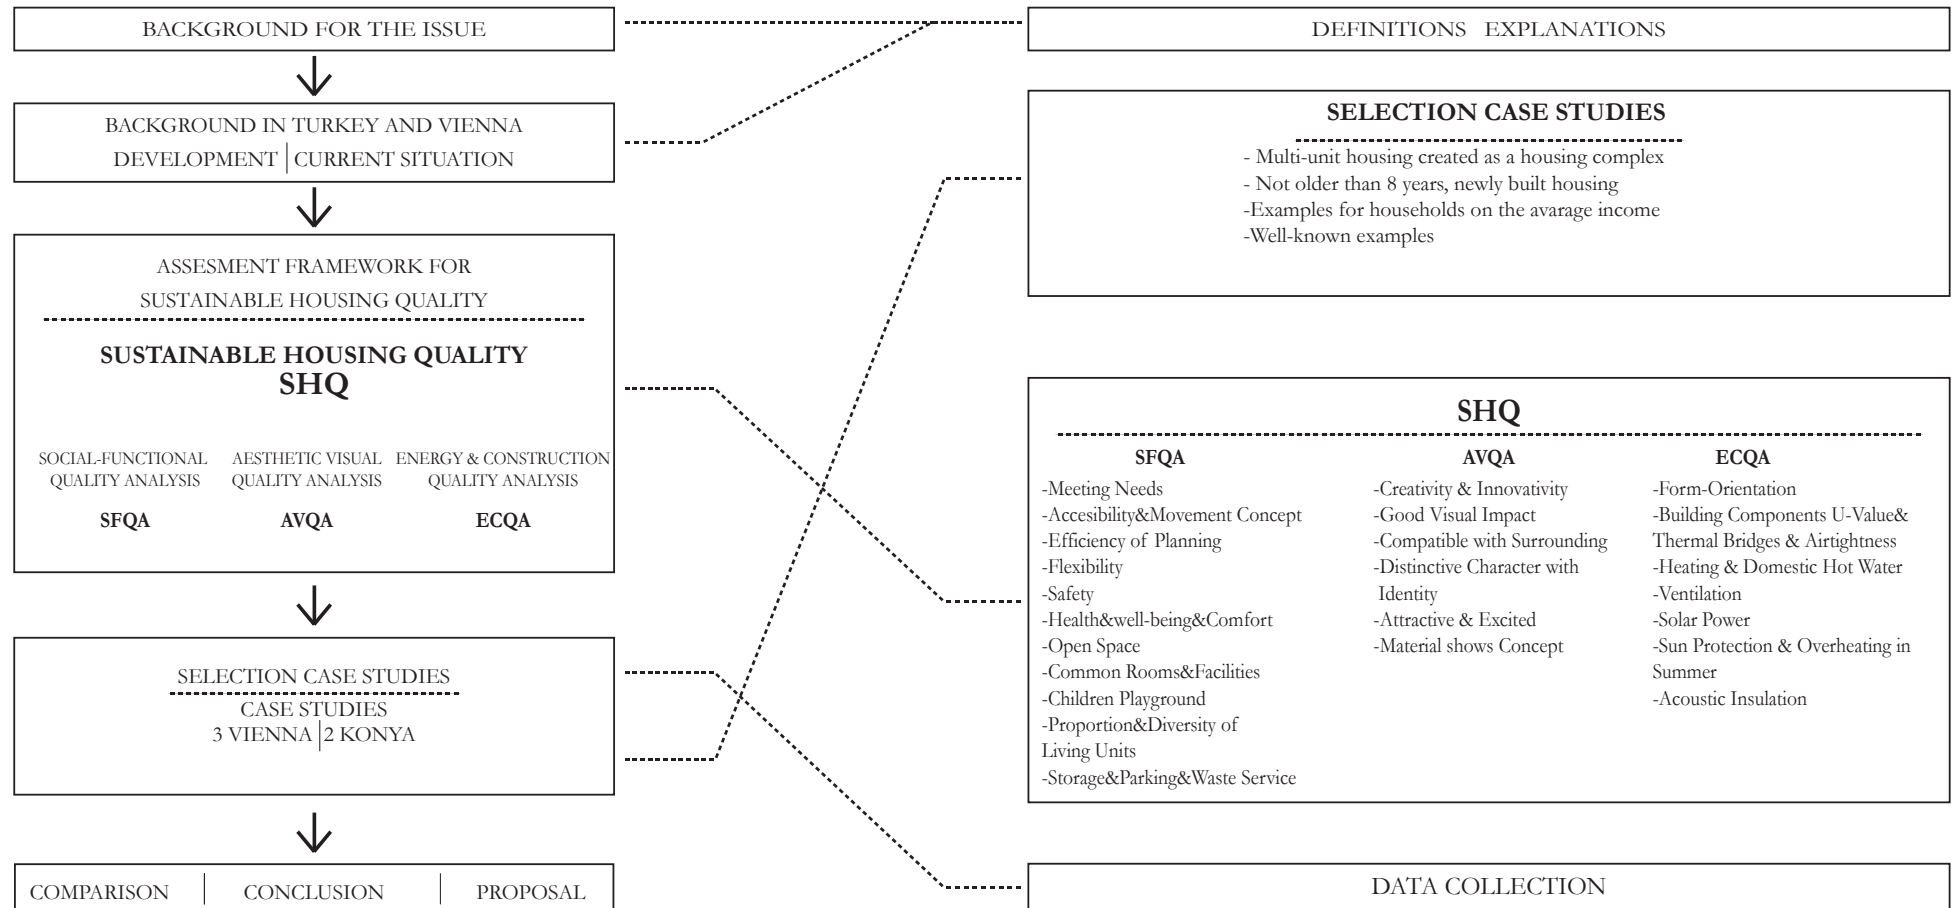 BACKGROUND FOR THE ISSUE
BACKGROUND IN TURKEY AND VIENNA
DEVELOPMENT | CURRENT SITUATION
ASSESMENT FRAMEWORK FOR
SUSTAINABLE HOUSING QUALITY
SUSTAINABLE HOUSING QUALITY
SHQ
SOCIAL-FUNCTIONAL
QUALITY ANALYSIS
SFQA
AESTHETIC VISUAL
QUALITY ANALYSIS
AVQA
ENERGY & CONSTRUCTION
QUALITY ANALYSIS
ECQA
SELECTION CASE STUDIES
CASE STUDIES
3 VIENNA | 2 KONYA
COMPARISON | CONCLUSION | PROPOSAL
DEFINITIONS EXPLANATIONS
SELECTION CASE STUDIES
- Multi-unit housing created as a housing complex
- Not older than 8 years, newly built housing
-Examples for households on the avarage income
-Well-known examples
SHQ
SFQA
-Meeting Needs
-Accesibility&Movement Concept
-Efficiency of Planning
-Flexibility
-Safety
-Health&well-being&Comfort
-Open Space
-Common Rooms&Facilities
-Children Playground
-Proportion&Diversity of
Living Units
-Storage&Parking&Waste Service
AVQA
-Creativity & Innovativity
-Good Visual Impact
-Compatible with Surrounding
-Distinctive Character with
Identity
-Attractive & Excited
-Material shows Concept
ECQA
-Form-Orientation
-Building Components U-Value&
Thermal Bridges & Airtightness
-Heating & Domestic Hot Water
-Ventilation
-Solar Power
-Sun Protection & Overheating in
Summer
-Acoustic Insulation
DATA COLLECTION